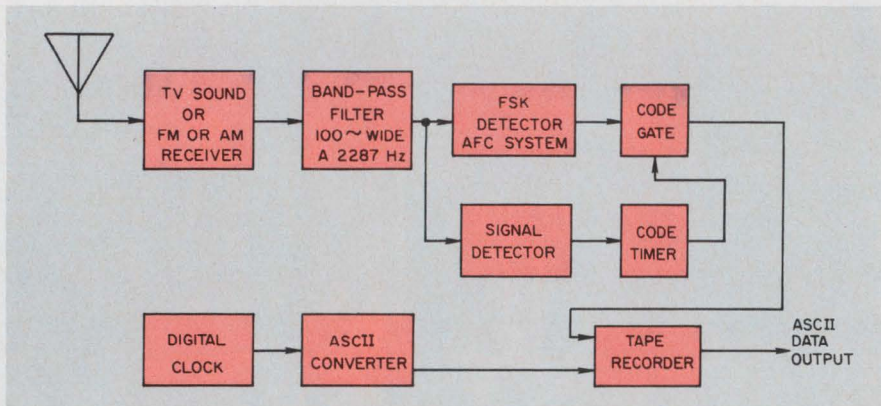 TV SOUND
OR
FM OR AM
RECEIVER
BAND-PASS
FILTER
100~WIDE
A 2287 Hz
FSK
DETECTOR
AFC SYSTEM
CODE
GATE
SIGNAL
DETECTOR
CODE
TIMER
DIGITAL
CLOCK
ASCII
CONVERTER
TAPE
RECORDER
ASCII
DATA
OUTPUT